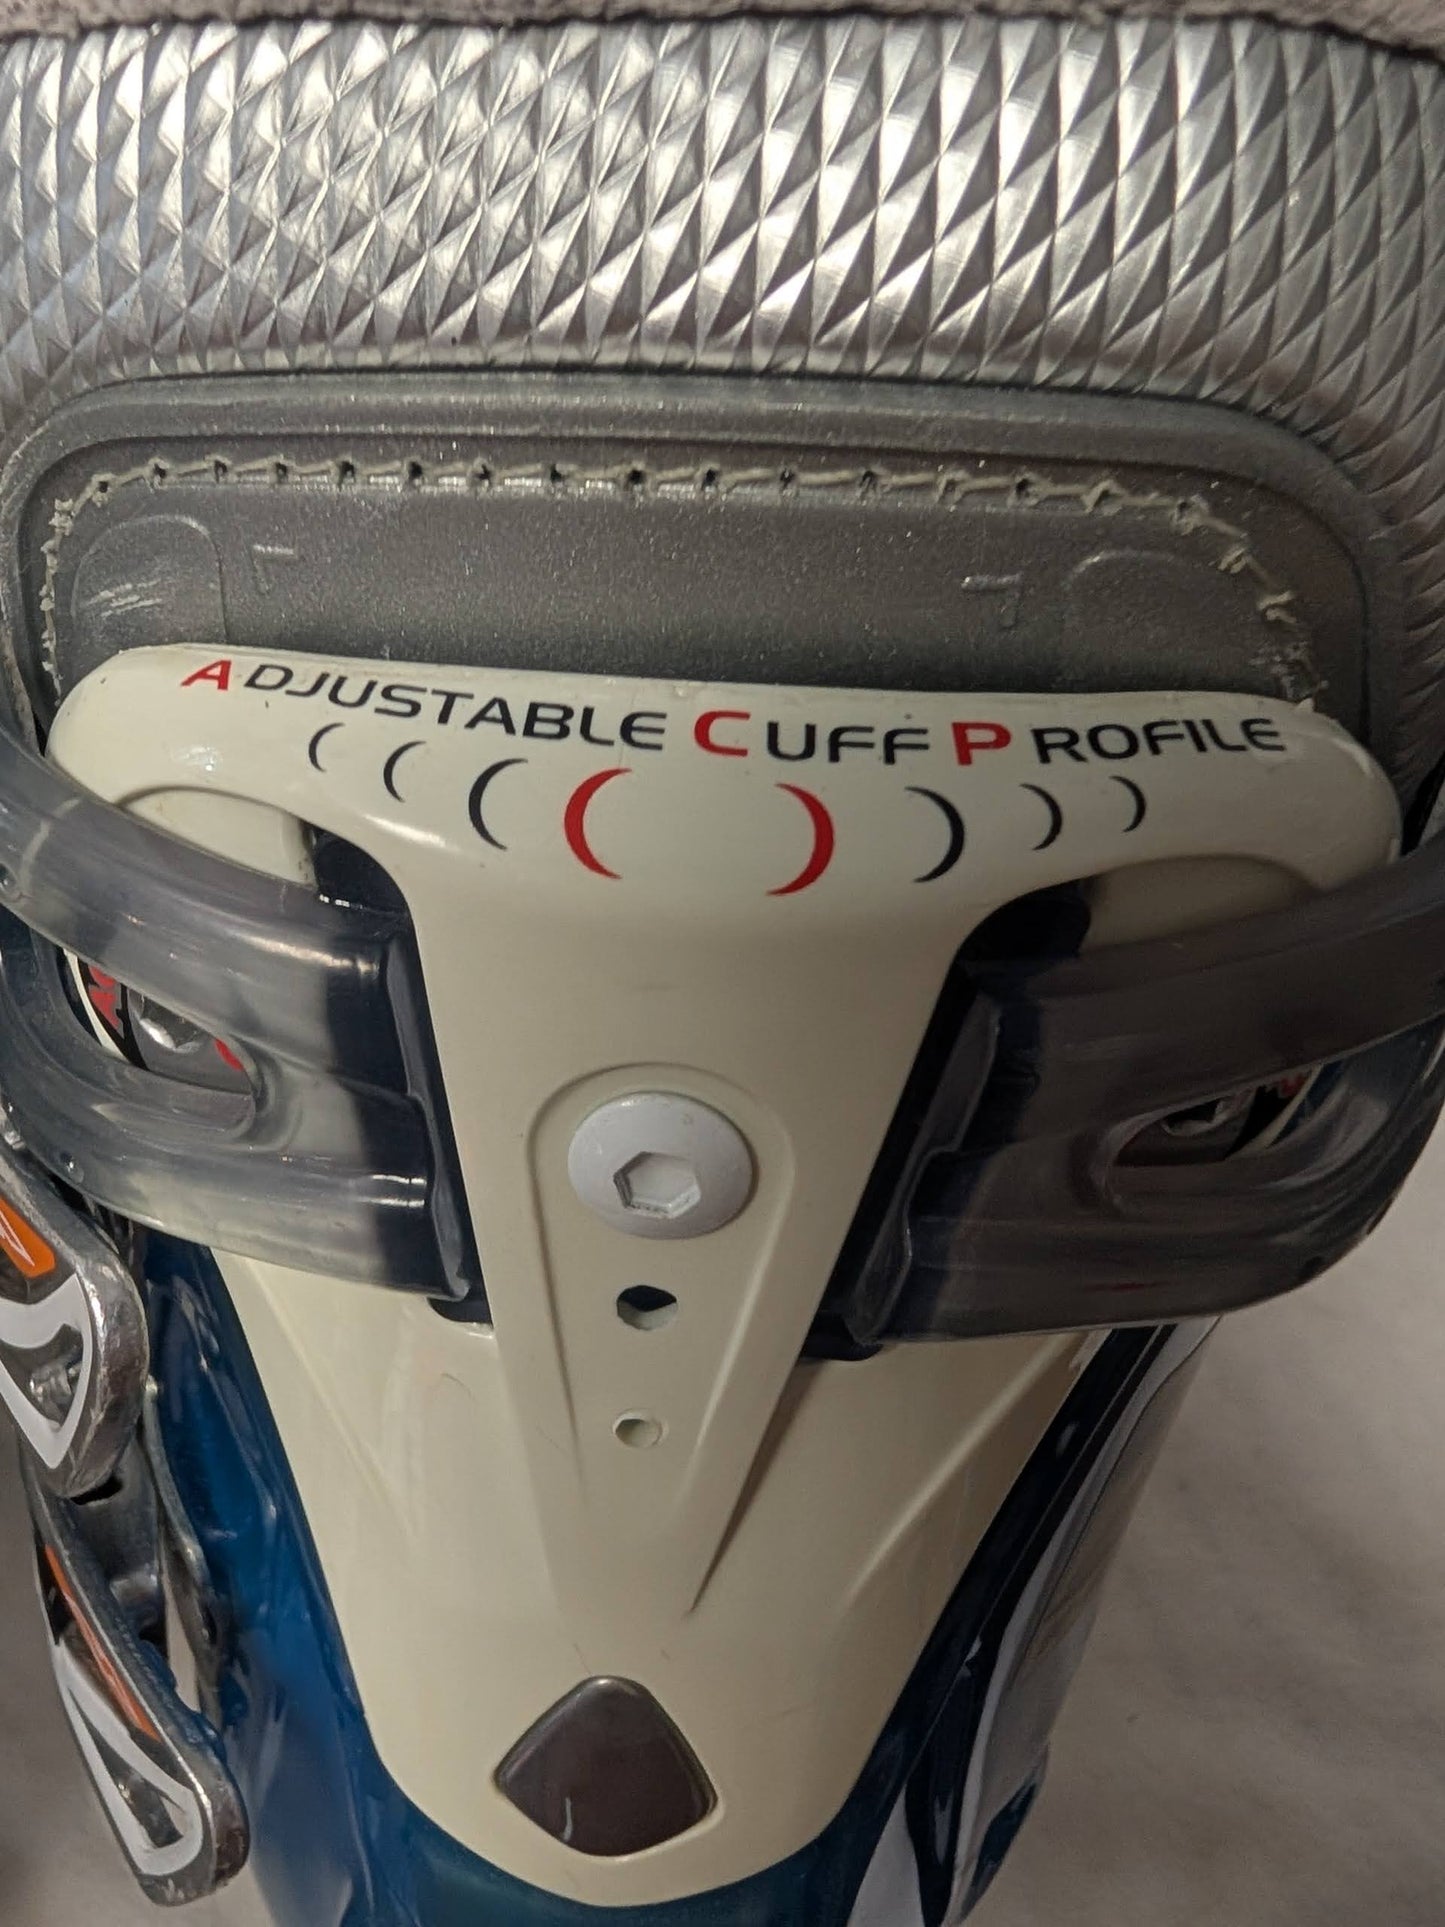 ADJUSTABLE CUFF PROFILE
( ( ( ( ) ) ) )